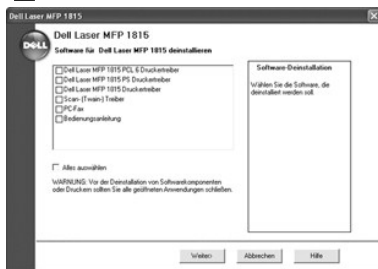 Dell Laser MFP 1815
DELL
Dell Laser MFP 1815
Software für Dell Laser MFP 1815 deinstallieren
Dell Laser MFP 1815 PCL 6 Druckertreiber
Dell Laser MFP 1815 PS Druckertreiber
Dell Laser MFP 1815 Druckertreiber
Scan- (Twain-) Treiber
PC-Fax
Bedienungsanleitung
Software-Deinstallation
Wählen Sie die Software, die
deinstalliert werden soll.
Alles auswählen
WARNUNG: Vor der Deinstallation von Softwarekomponenten
oder Druckern sollten Sie alle geöffneten Anwendungen schließen.
Weiter>
Abbrechen
Hilfe